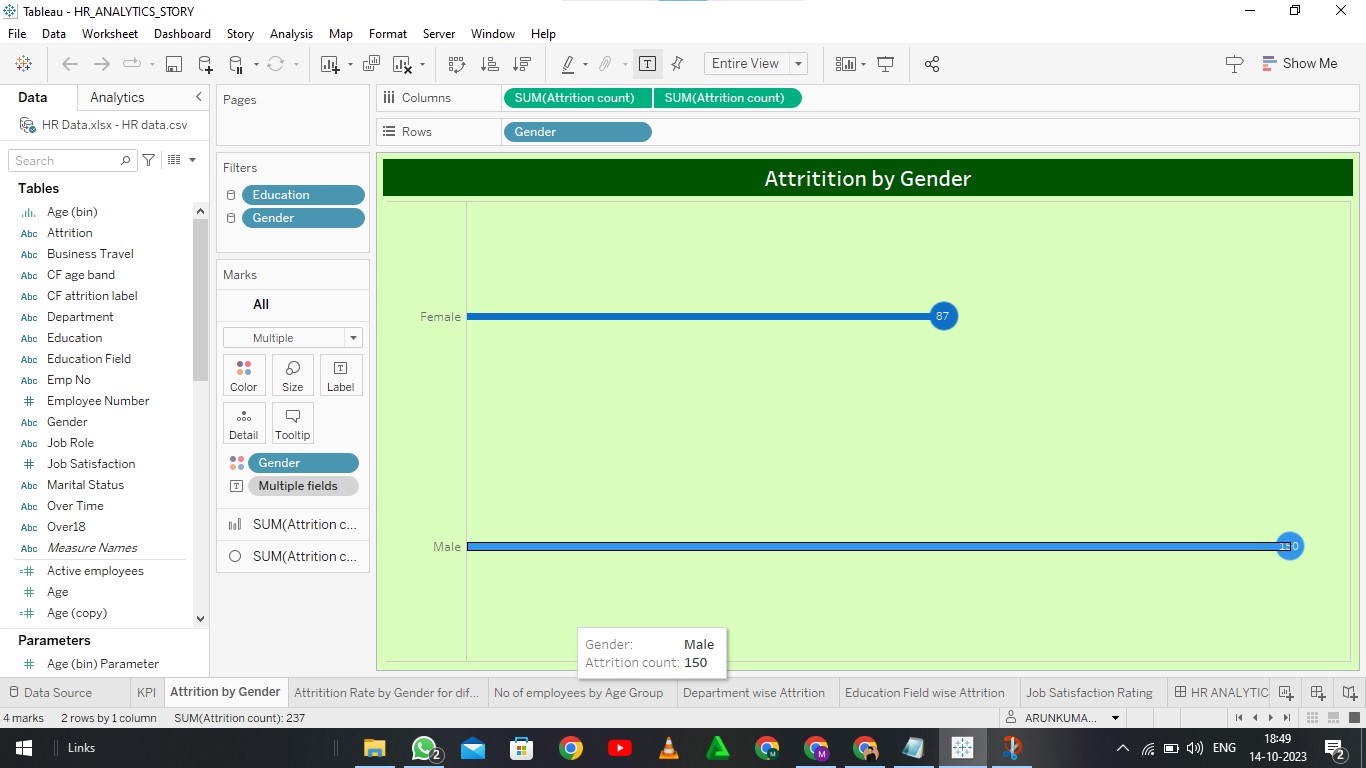 Tableau - HR_ANALYTICS_STORY
File Data Worksheet Dashboard Story Analysis Map Format Server Window Help
Entire View
Show Me
Data Analytics
HR Data.xlsx - HR data.csv
Search
Tables
Age (bin)
Attrition
Business Travel
CF age band
CF attrition label
Department
Education
Education Field
Emp No
Employee Number
Gender
Job Role
Job Satisfaction
Marital Status
Over Time
Over18
Measure Names
Active employees
Age
Age (copy)
Parameters
Age (bin) Parameter
Pages
Filters
Education
Gender
Marks
All
Multiple
Color Size Label
Detail Tooltip
Gender
Multiple fields
SUM(Attrition c...
SUM(Attrition c...
Columns SUM(Attrition count) SUM(Attrition count)
Rows Gender
Attritition by Gender
Female 87
Male 150
Gender: Male
Attrition count: 150
Data Source KPI Attrition by Gender Attritition Rate by Gender for dif... No of employees by Age Group Department wise Attrition Education Field wise Attrition Job Satisfaction Rating HR ANALYTIC
4 marks 2 rows by 1 column SUM(Attrition count): 237 ARUNKUMA...
Links 2 ENG 18:49
14-10-2023 2